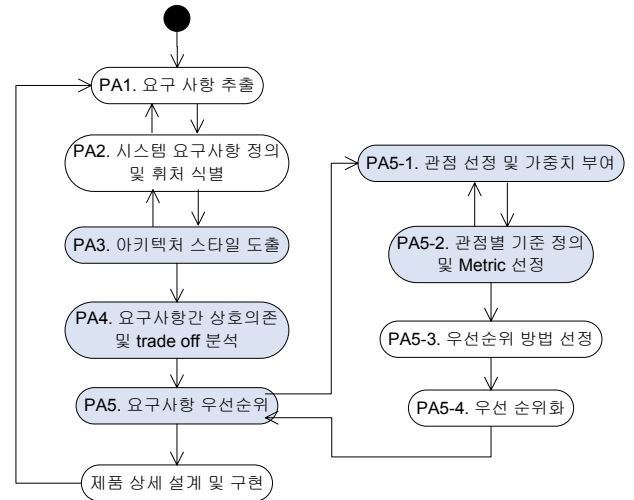 PA1. 요구 사항 추출
PA2. 시스템 요구사항 정의
및 휘처 식별
PA3. 아키텍처 스타일 도출
PA4. 요구사항간 상호의존
및 trade off 분석
PA5. 요구사항 우선순위
제품 상세 설계 및 구현
PA5-1. 관점 선정 및 가중치 부여
PA5-2. 관점별 기준 정의
및 Metric 선정
PA5-3. 우선순위 방법 선정
PA5-4. 우선 순위화